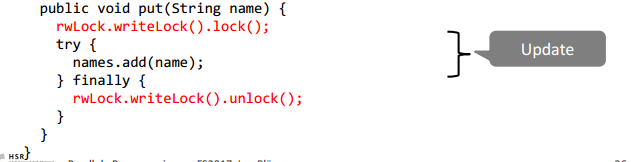 public void put(String name) {
rwLock.writeLock().lock();
try {
names.add(name);
} finally {
rwLock.writeLock().unlock();
}
}
}
Update
HSR